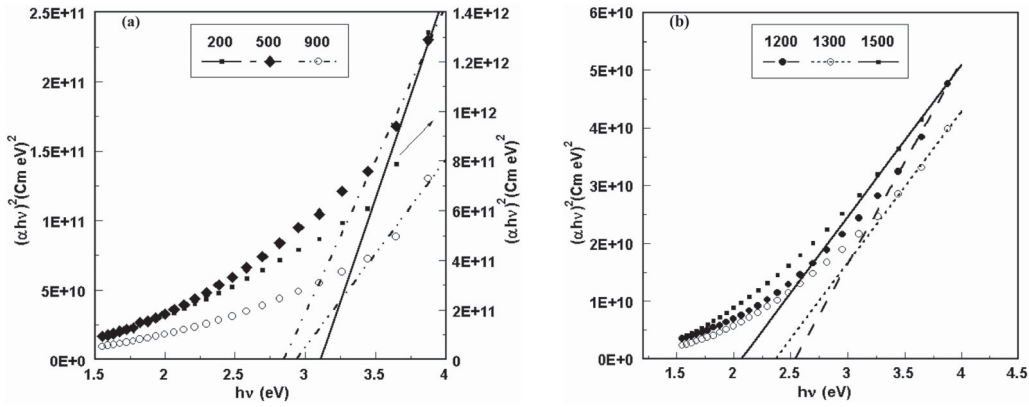 (a)
200 500 900
2.5E+11
2.0E+11
1.5E+11
1.0E+11
5E+10
0E+0
(αhν)²(Cm eV)²
1.4E+12
1.2E+12
1E+12
8E+11
6E+11
4E+11
2E+11
0
(αhν)²(Cm eV)²
1.5 2 2.5 3 3.5 4
hν (eV)
(b)
1200 1300 1500
6E+10
5E+10
4E+10
3E+10
2E+10
1E+10
0E+0
(αhν)²(Cm eV)²
1.5 2 2.5 3 3.5 4 4.5
hν (eV)